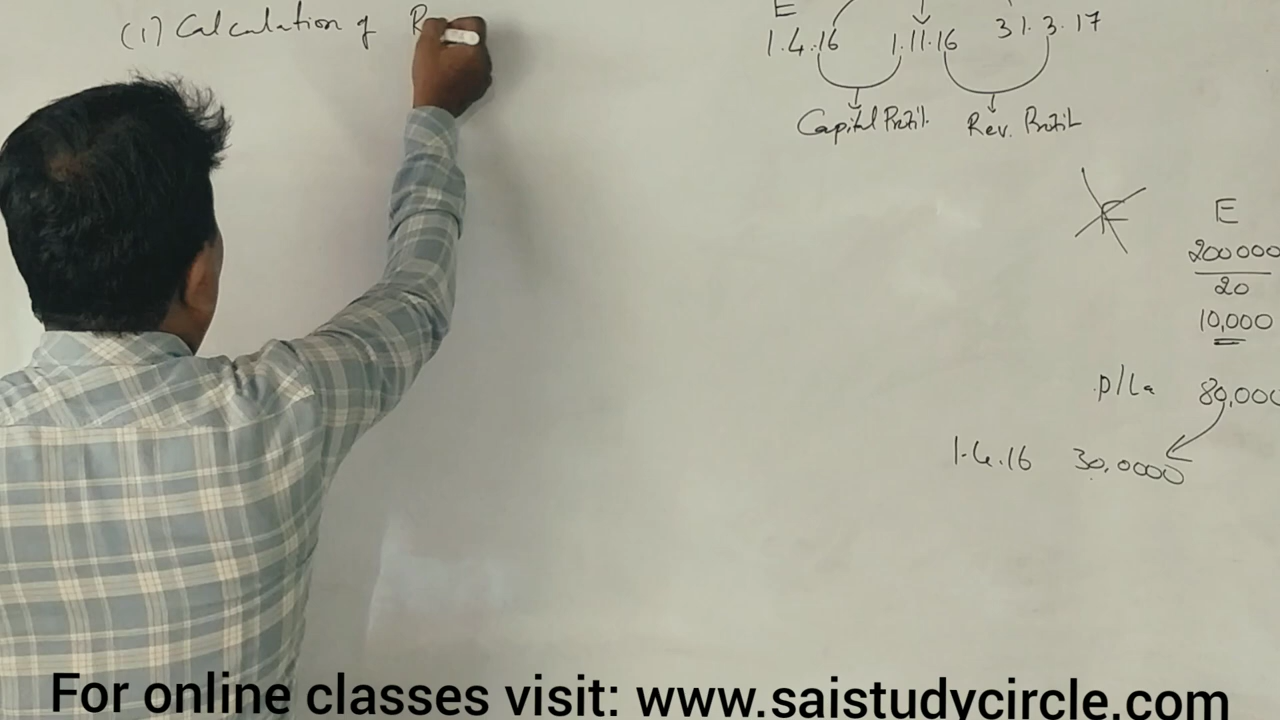 (1) Calculation of R
E
1.4.16 1.11.16 31.3.17
Capital Profit. Rev. Profit
E
200000
20
10,000
P/La 80,000
1.4.16 30,0000
For online classes visit: www.saistudycircle.com